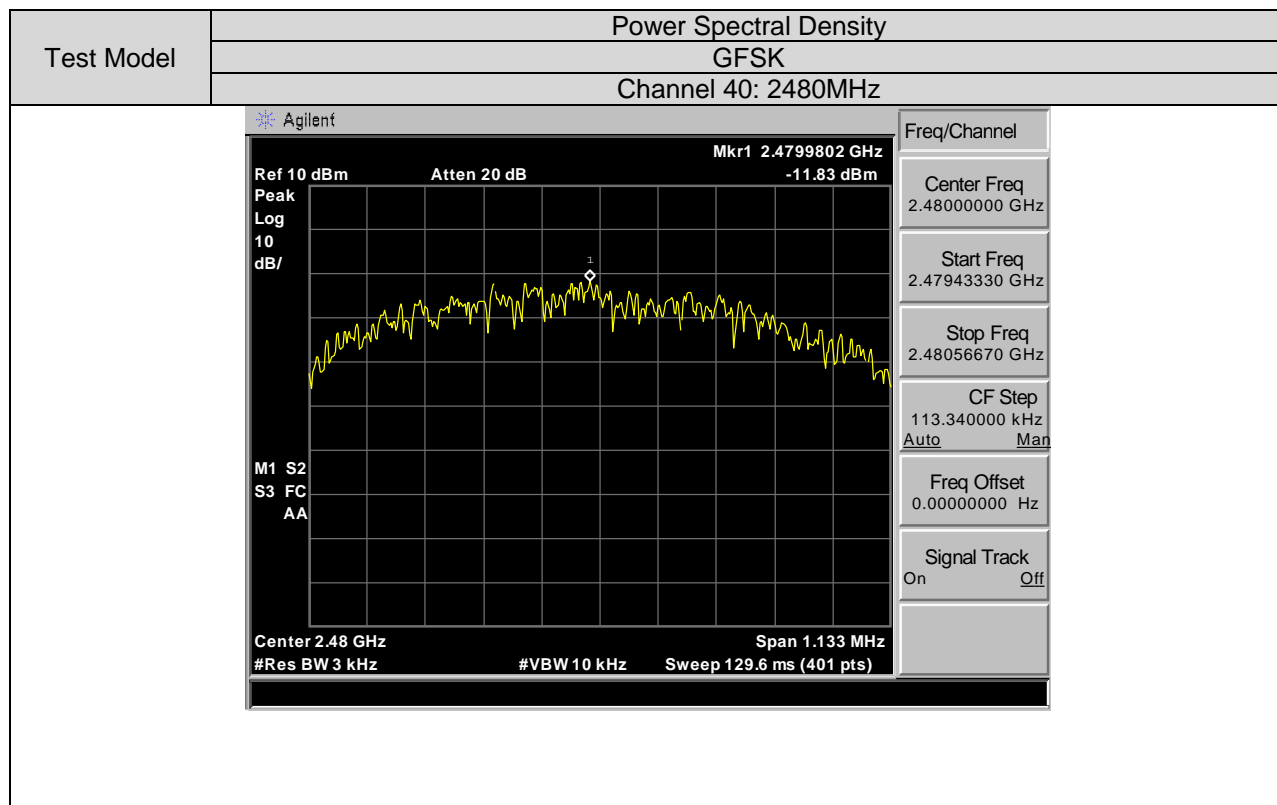 Test Model
Power Spectral Density
GFSK
Channel 40: 2480MHz
Agilent
Mkr1 2.4799802 GHz
Ref 10 dBm Atten 20 dB -11.83 dBm
Peak
Log
10
dB/
1
M1 S2
S3 FC
AA
Center 2.48 GHz Span 1.133 MHz
#Res BW 3 kHz #VBW 10 kHz Sweep 129.6 ms (401 pts)
Freq/Channel
Center Freq
2.48000000 GHz
Start Freq
2.47943330 GHz
Stop Freq
2.48056670 GHz
CF Step
113.340000 kHz
Auto Man
Freq Offset
0.00000000 Hz
Signal Track
On Off